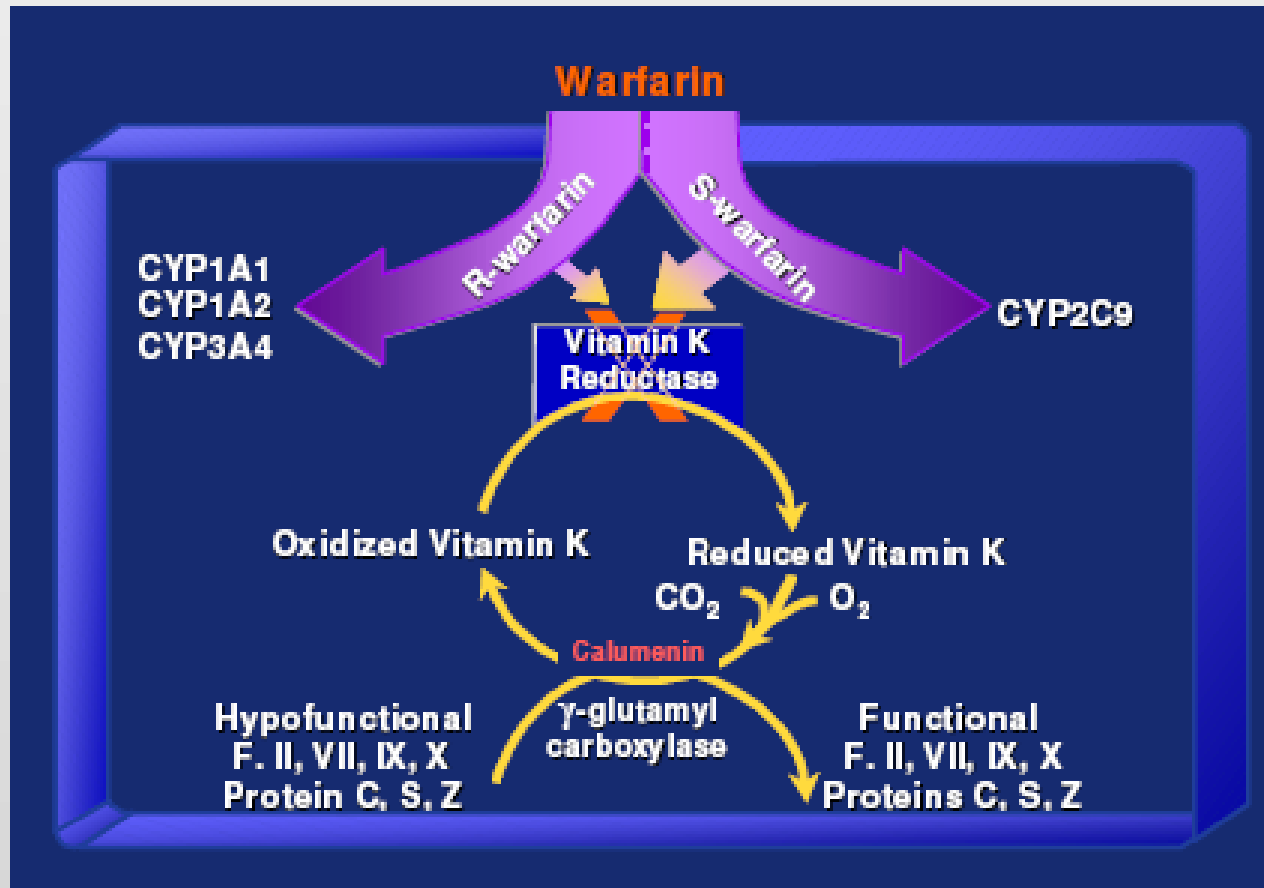 Warfarin
R-warfarin
S-warfarin
CYP1A1
CYP1A2
CYP3A4
CYP2C9
Vitamin K
Reductase
Oxidized Vitamin K
Reduced Vitamin K
CO₂
O₂
Calumenin
γ-glutamyl
carboxylase
Hypofunctional
F. II, VII, IX, X
Protein C, S, Z
Functional
F. II, VII, IX, X
Proteins C, S, Z